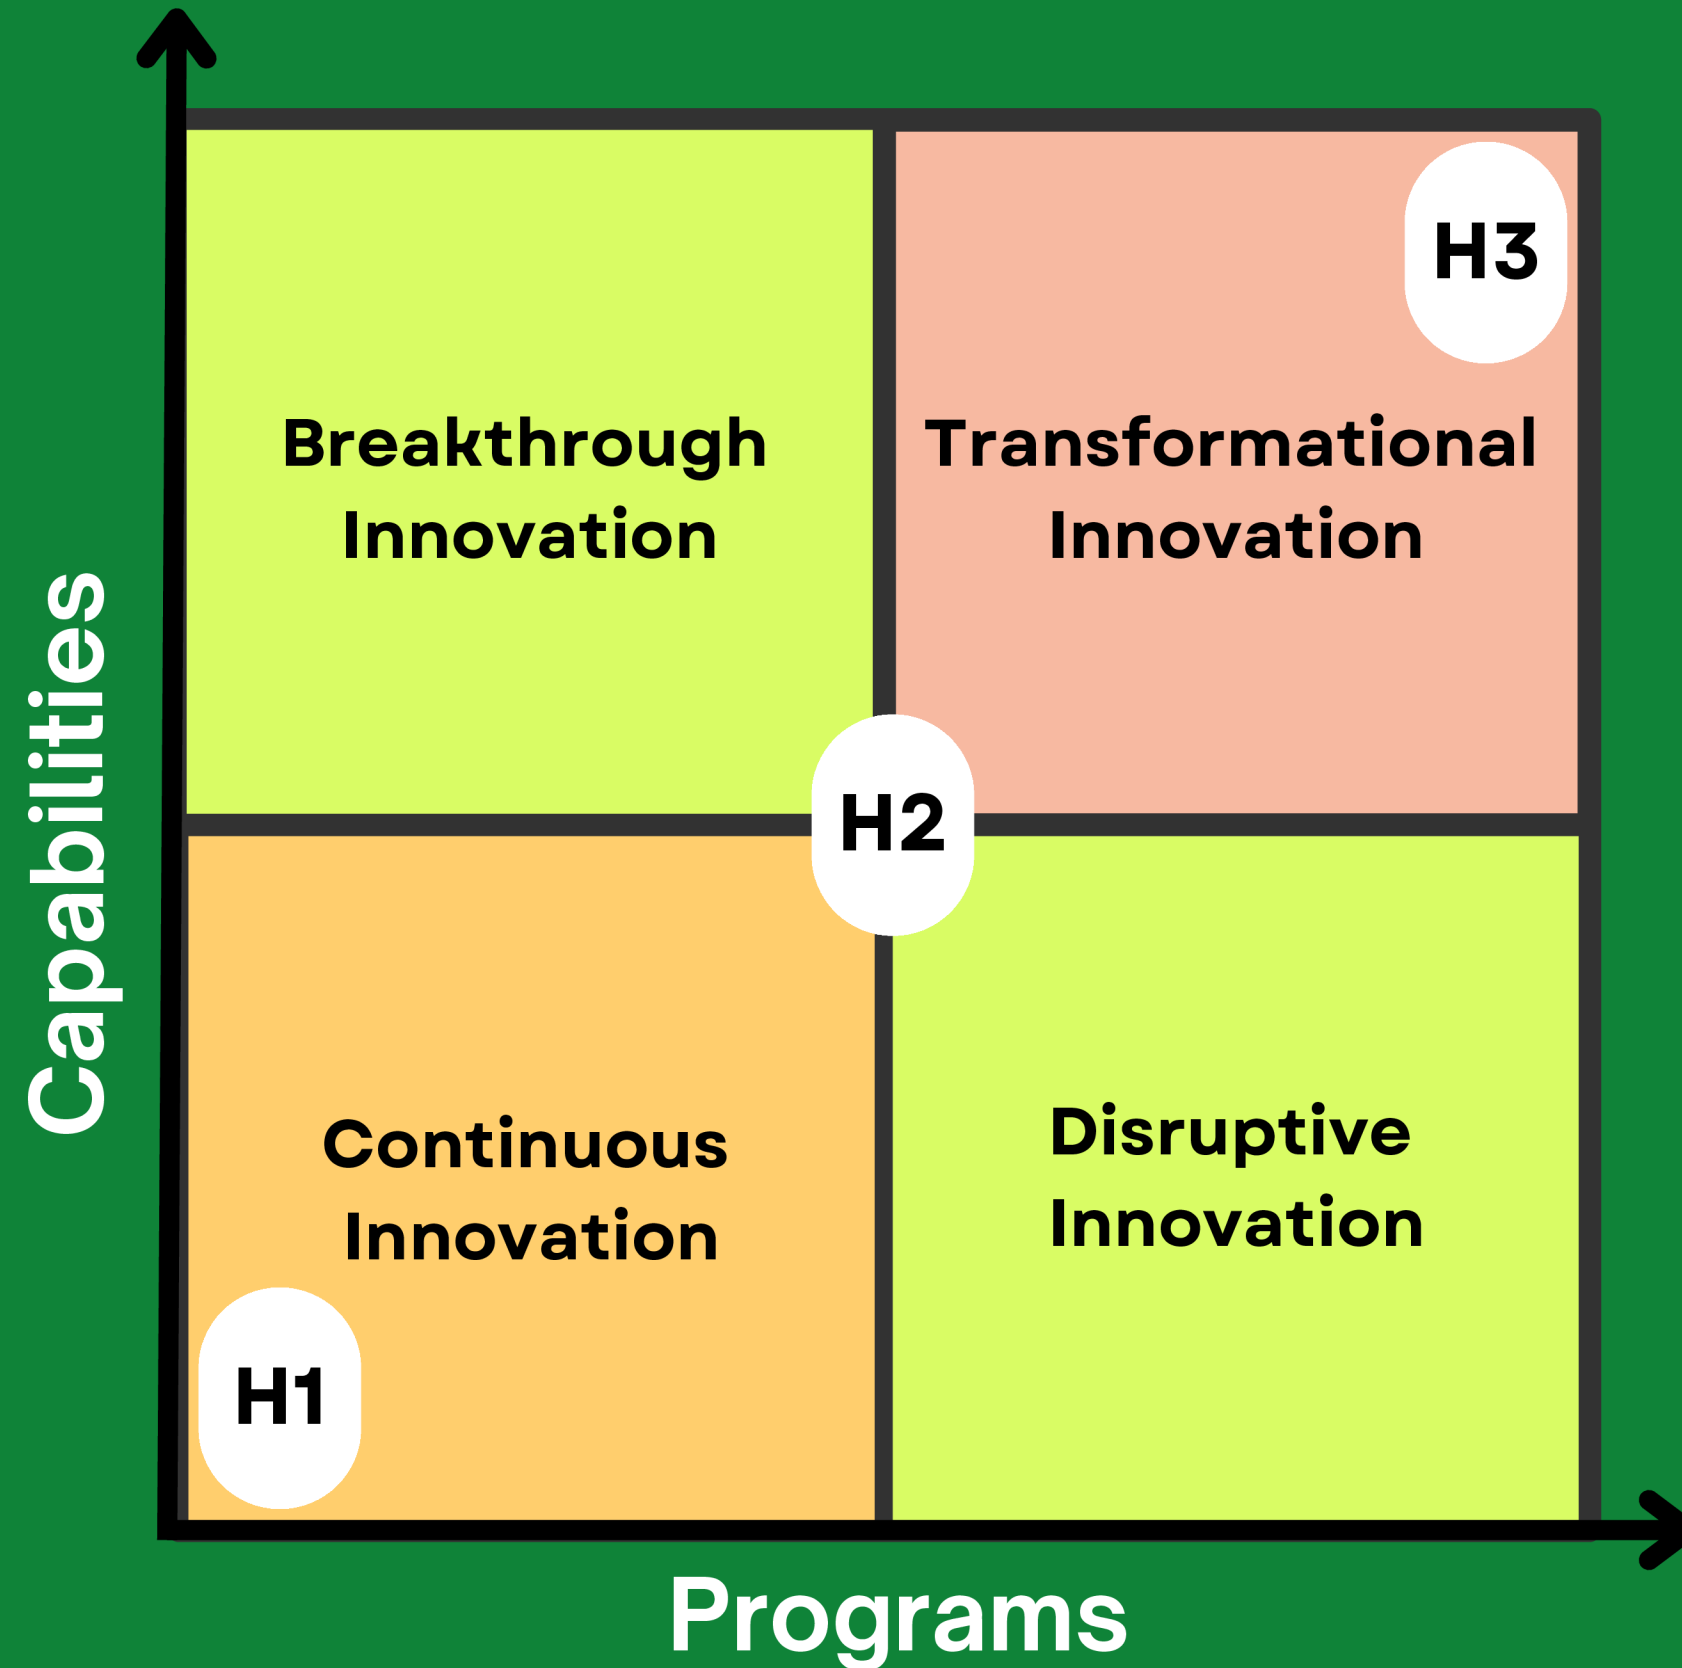 H3
Breakthrough
Innovation
Transformational
Innovation
Capabilities
H2
Continuous
Innovation
Disruptive
Innovation
H1
Programs